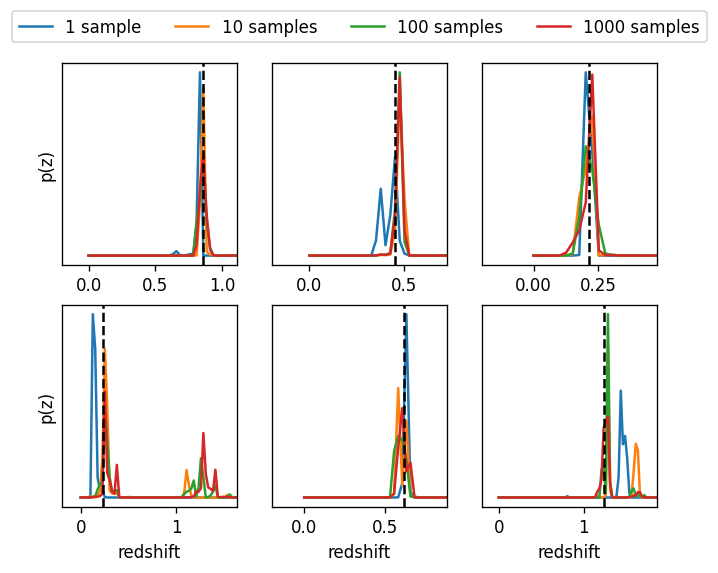 1 sample 10 samples 100 samples 1000 samples
p(z)
0.0 0.5 1.0 0.0 0.5 0.00 0.25
p(z)
0 1 0.0 0.5 0 1
redshift redshift redshift